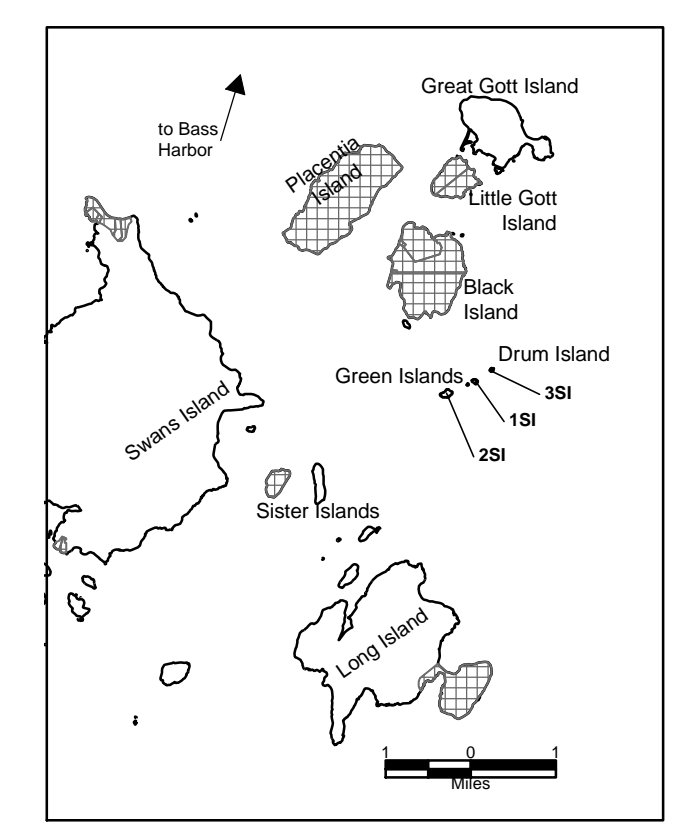 Great Gott Island
to Bass
Harbor
Placentia
Island
Little Gott
Island
Black
Island
Drum Island
Green Islands
3SI
1SI
2SI
Swans Island
Sister Islands
Long Island
1 0 1
Miles